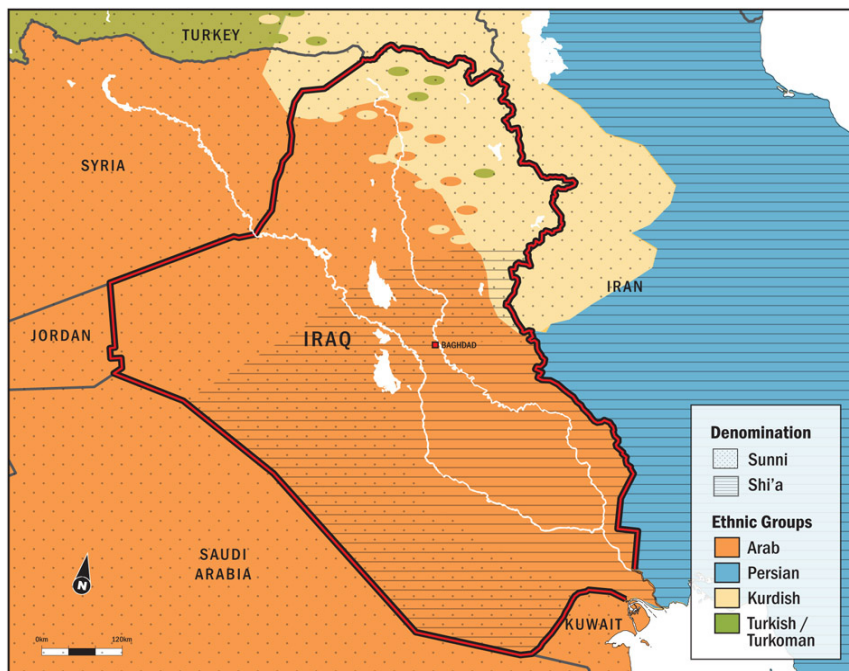 TURKEY
SYRIA
IRAN
JORDAN
IRAQ
BAGHDAD
SAUDI
ARABIA
KUWAIT
N
0km 120km
Denomination
Sunni
Shi'a
Ethnic Groups
Arab
Persian
Kurdish
Turkish /
Turkoman